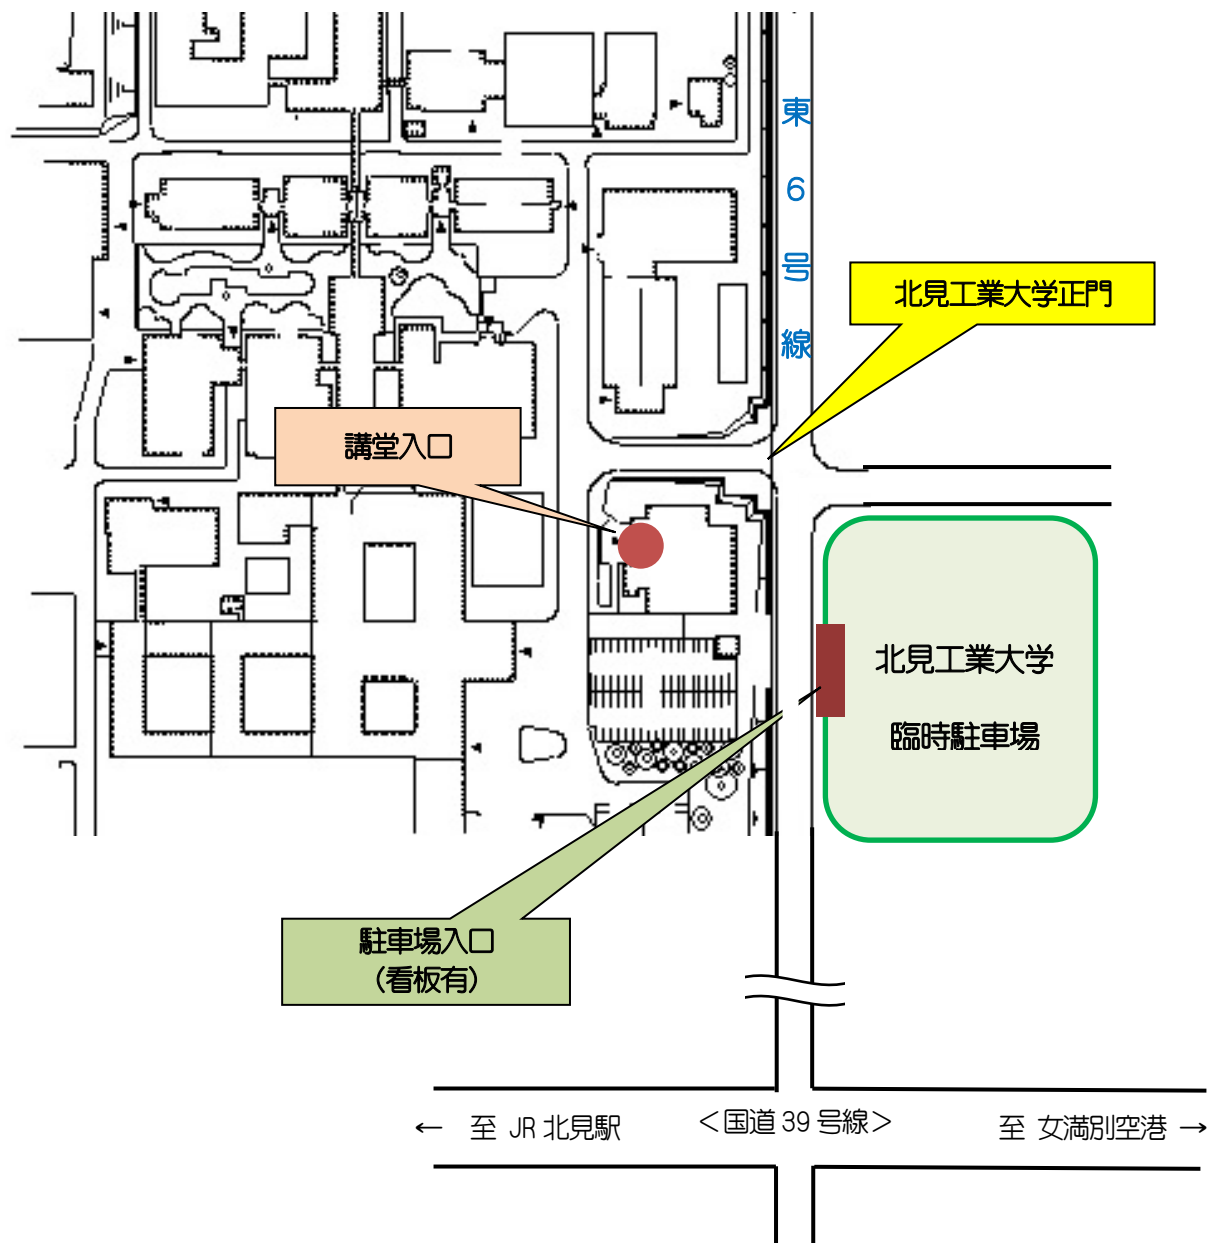 東6号線
北見工業大学正門
講堂入口
北見工業大学
臨時駐車場
駐車場入口
(看板有)
← 至 JR 北見駅 <国道 39 号線> 至 女満別空港 →